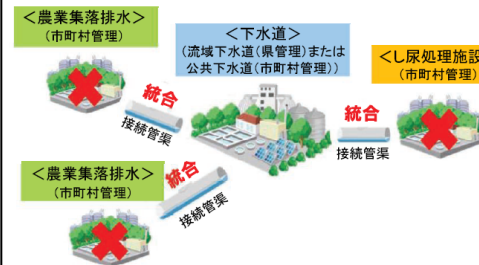 ＜農業集落排水＞
（市町村管理）
＜下水道＞
（流域下水道（県管理）または
公共下水道（市町村管理））
＜し尿処理施設
（市町村管理）
統合
接続管渠
統合
接続管渠
＜農業集落排水＞
（市町村管理）
統合
接続管渠